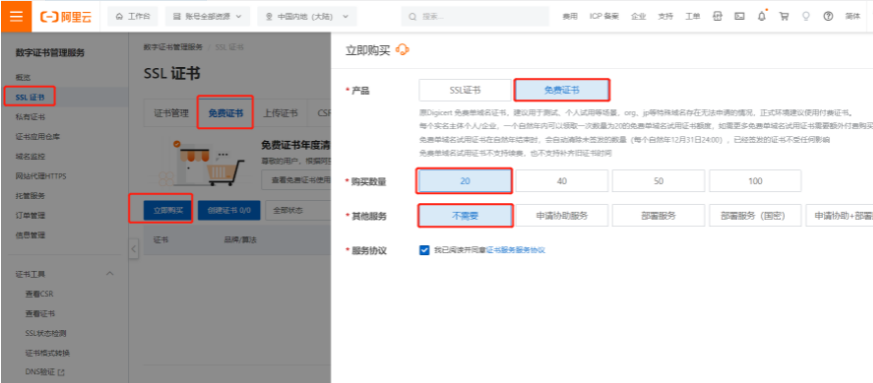 阿里云
工作台
账号全部资源
中国内地（大陆）
搜索...
费用
ICP 备案
企业
支持
工单
简体
数字证书管理服务
概览
SSL 证书
私有证书
证书应用仓库
域名监控
网站代理HTTPS
托管服务
订单管理
信息管理
证书工具
查看CSR
查看证书
SSL状态检测
证书格式转换
DNS验证
数字证书管理服务 / SSL 证书
SSL 证书
证书管理
免费证书
上传证书
CSR
免费证书年度清
尊敬的用户，根据阿
查看免费证书使用
立即购买
创建证书 0/0
全部状态
证书
品牌/算法
立即购买
* 产品
SSL证书
免费证书
原Digicert 免费单域名证书，建议用于测试、个人试用等场景，org、jp等特殊域名存在无法申请的情况，正式环境建议使用付费证书。
每个实名主体个人/企业，一个自然年内可以领取一次数量为20的免费单域名试用证书额度，如需更多免费单域名试用证书需要额外付费购买
免费单域名试用证书在自然年结束时，会自动清除未签发的数量（每个自然年12月31日24:00），已经签发的证书不受任何影响
免费单域名试用证书不支持续费，也不支持补齐旧证书时间
* 购买数量
20
40
50
100
* 其他服务
不需要
申请协助服务
部署服务
部署服务（国密）
申请协助+部署
* 服务协议
我已阅读并同意证书服务服务协议